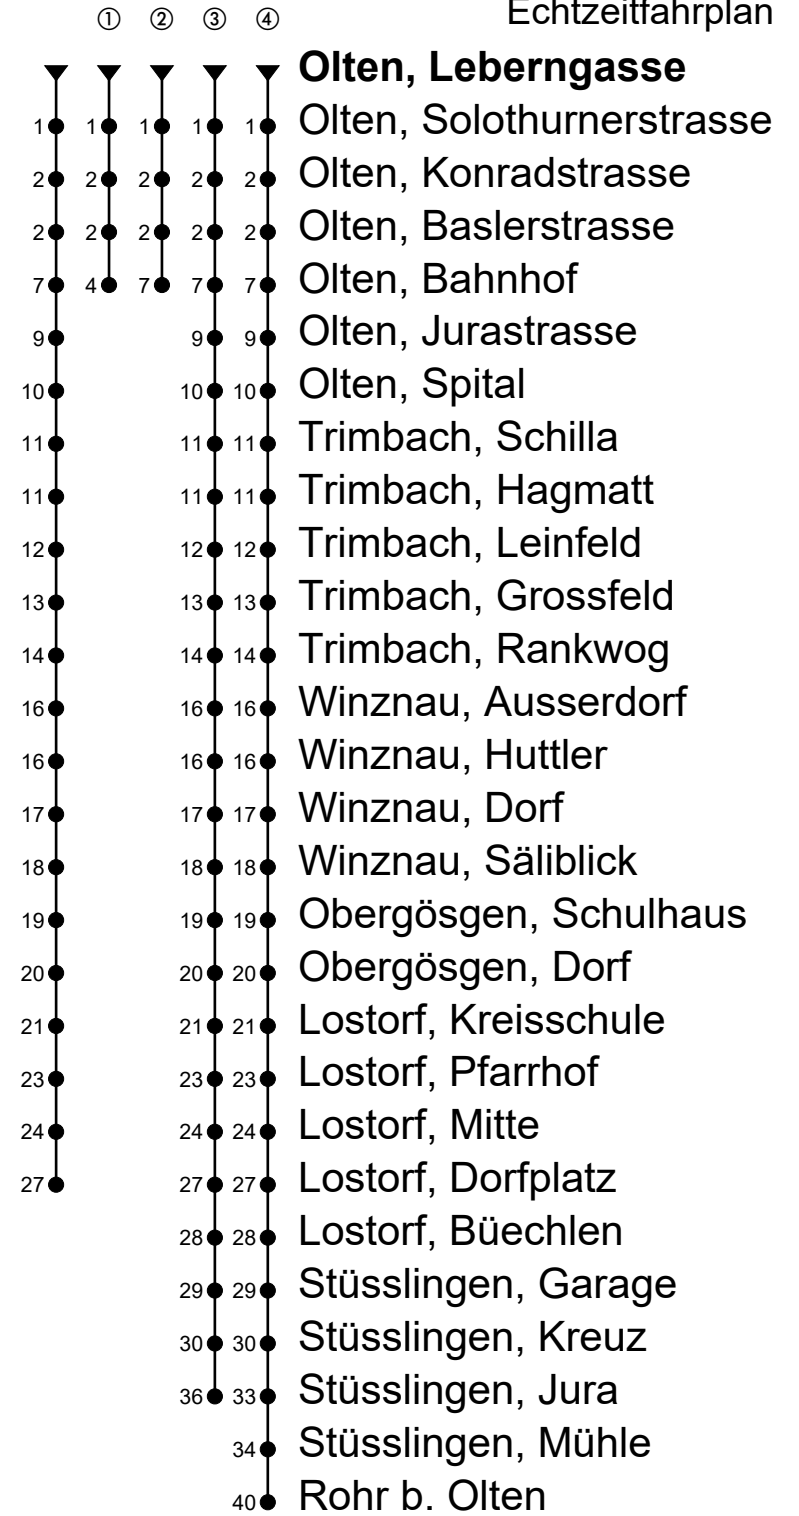 ① ② ③ ④ Echtzeitfahrplan
Olten, Leberngasse
1 1 1 1 1 Olten, Solothurnerstrasse
2 2 2 2 2 Olten, Konradstrasse
2 2 2 2 2 Olten, Baslerstrasse
7 4 7 7 7 Olten, Bahnhof
9 9 9 Olten, Jurastrasse
10 10 10 Olten, Spital
11 11 11 Trimbach, Schilla
11 11 11 Trimbach, Hagmatt
12 12 12 Trimbach, Leinfeld
13 13 13 Trimbach, Grossfeld
14 14 14 Trimbach, Rankwog
16 16 16 Winznau, Ausserdorf
16 16 16 Winznau, Huttler
17 17 17 Winznau, Dorf
18 18 18 Winznau, Säliblick
19 19 19 Obergösgen, Schulhaus
20 20 20 Obergösgen, Dorf
21 21 21 Lostorf, Kreisschule
23 23 23 Lostorf, Pfarrhof
24 24 24 Lostorf, Mitte
27 27 27 Lostorf, Dorfplatz
28 28 Lostorf, Büechlen
29 29 Stüsslingen, Garage
30 30 Stüsslingen, Kreuz
36 33 Stüsslingen, Jura
34 Stüsslingen, Mühle
40 Rohr b. Olten